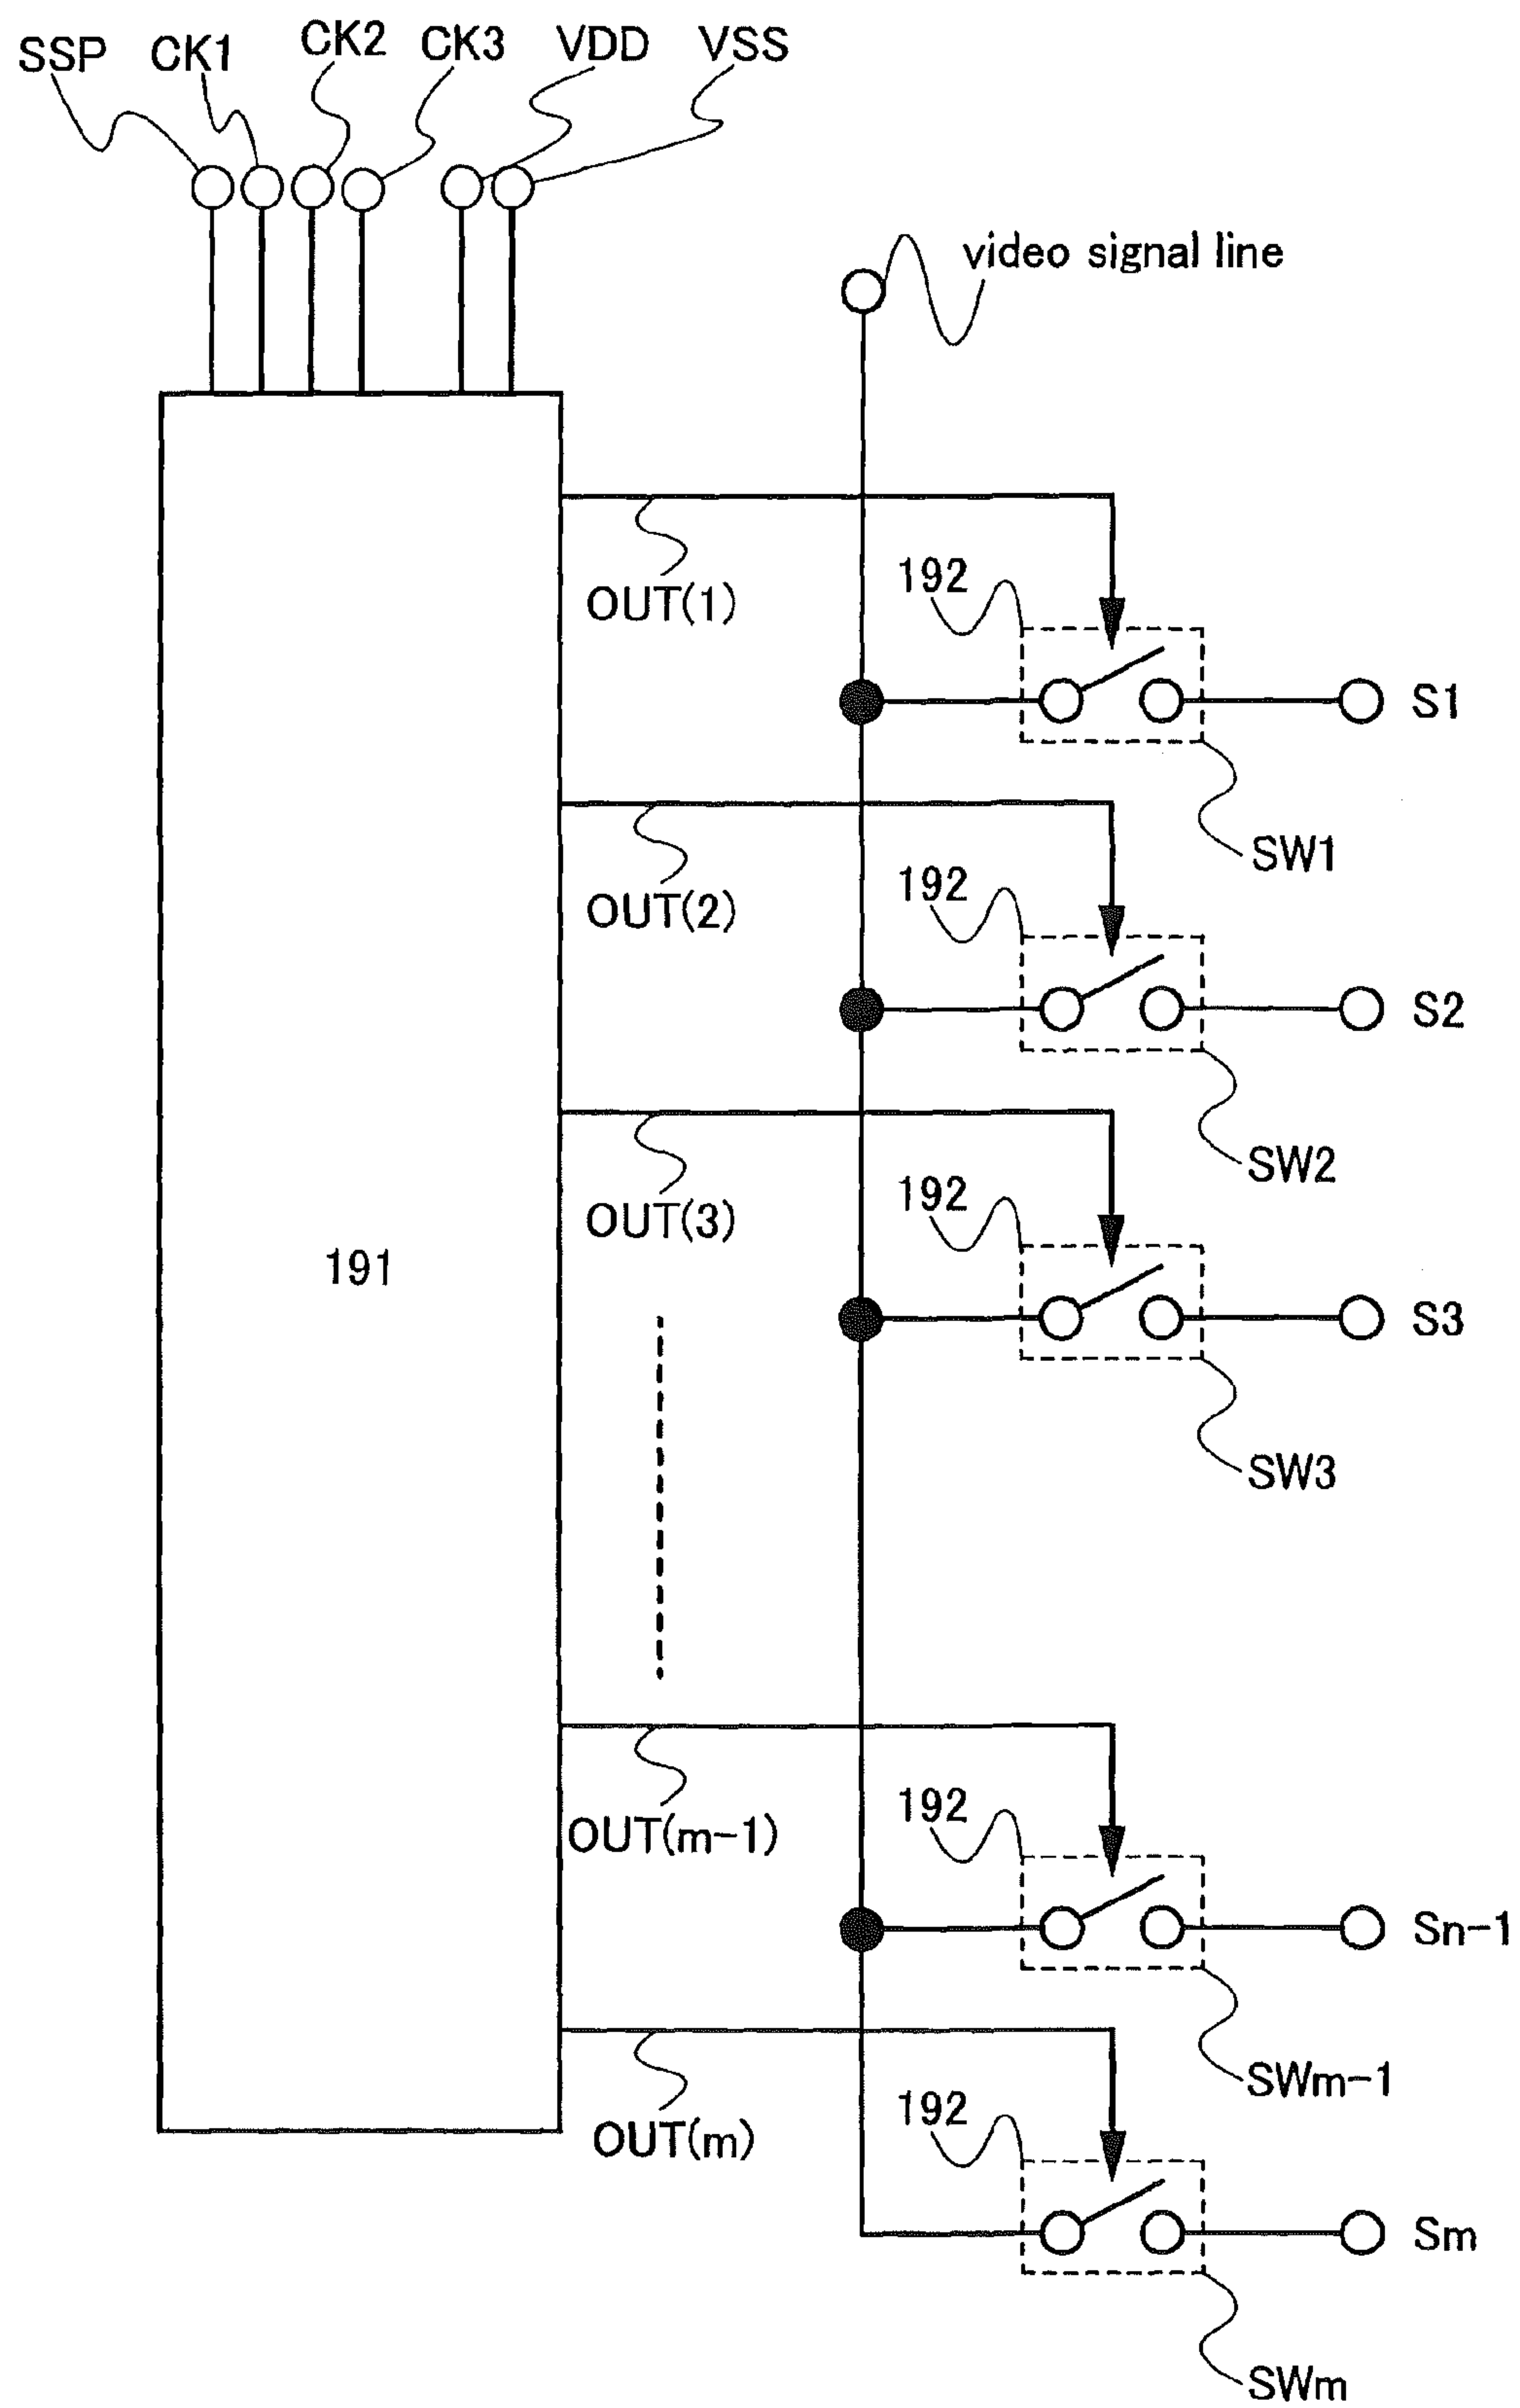 SSP CK1 CK2 CK3 VDD VSS
video signal line
OUT(1)
192
S1
SW1
OUT(2)
192
S2
SW2
OUT(3)
192
S3
SW3
191
OUT(m-1)
192
Sn-1
SWm-1
OUT(m)
192
Sm
SWm